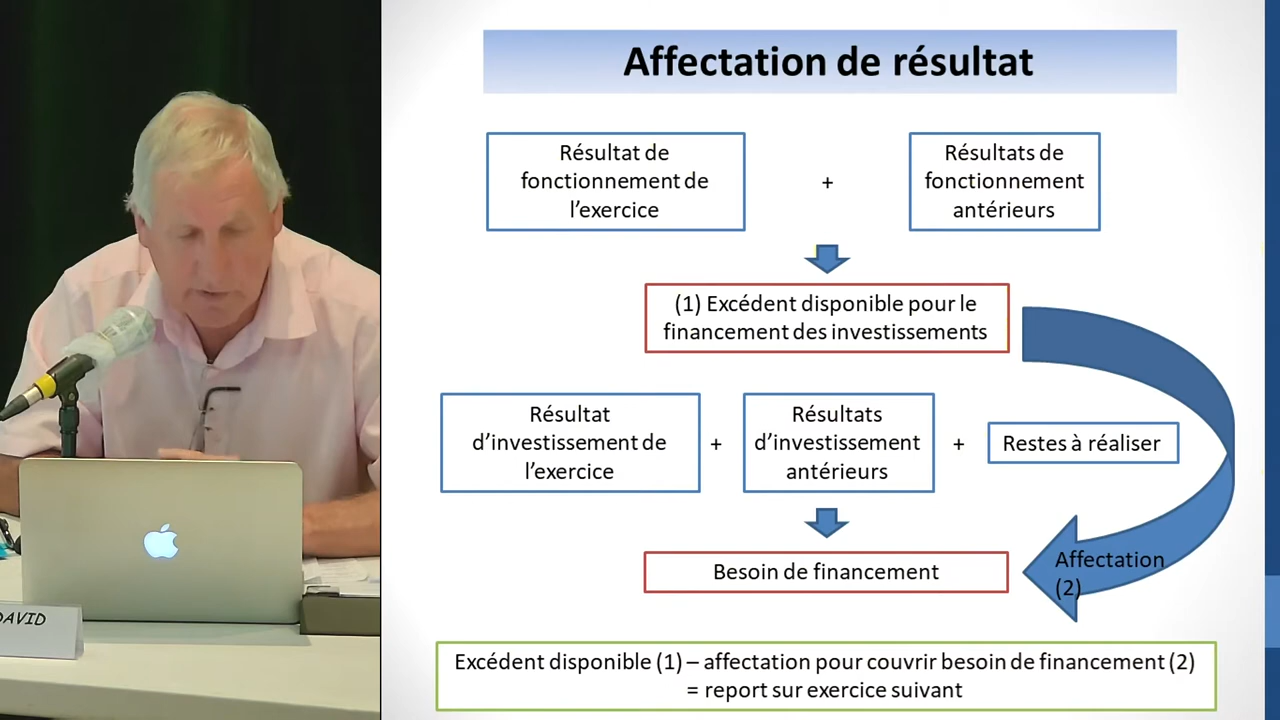 Affectation de résultat
Résultat de
fonctionnement de
l’exercice
+
Résultats de
fonctionnement
antérieurs
(1) Excédent disponible pour le
financement des investissements
Résultat
d’investissement de
l’exercice
+
Résultats
d’investissement
antérieurs
+
Restes à réaliser
Besoin de financement
Affectation
(2)
Excédent disponible (1) – affectation pour couvrir besoin de financement (2)
= report sur exercice suivant
DAVID